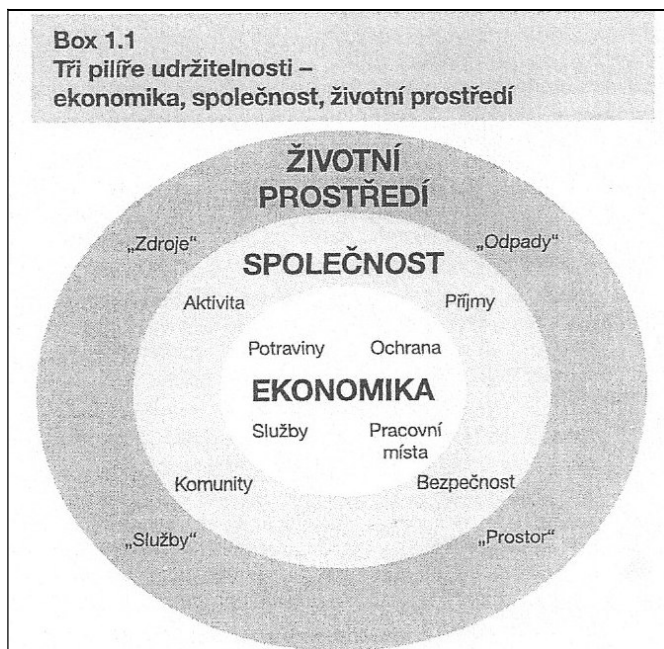 Box 1.1
Tři pilíře udržitelnosti –
ekonomika, společnost, životní prostředí
ŽIVOTNÍ
PROSTŘEDÍ
„Zdroje“
„Odpady“
SPOLEČNOST
Aktivita
Příjmy
Potraviny
Ochrana
EKONOMIKA
Služby
Pracovní
místa
Komunity
Bezpečnost
„Služby“
„Prostor“